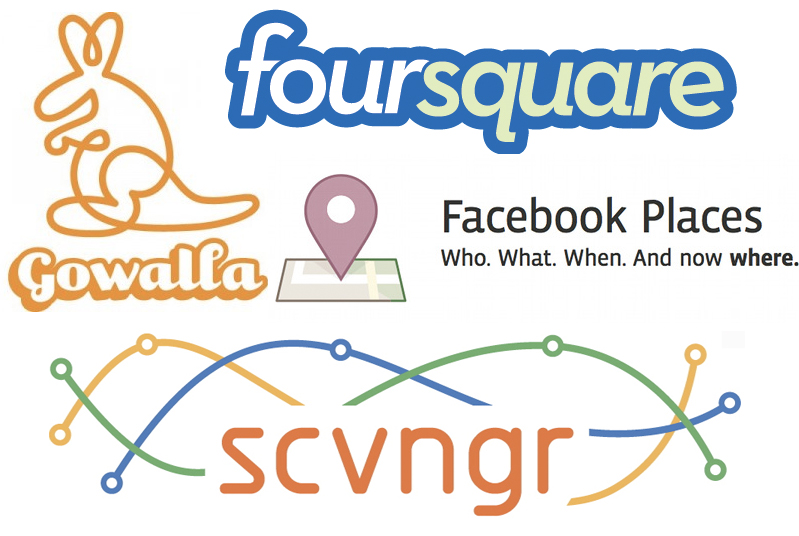 foursquare
Gowalla
Facebook Places
Who. What. When. And now where.
scvngr